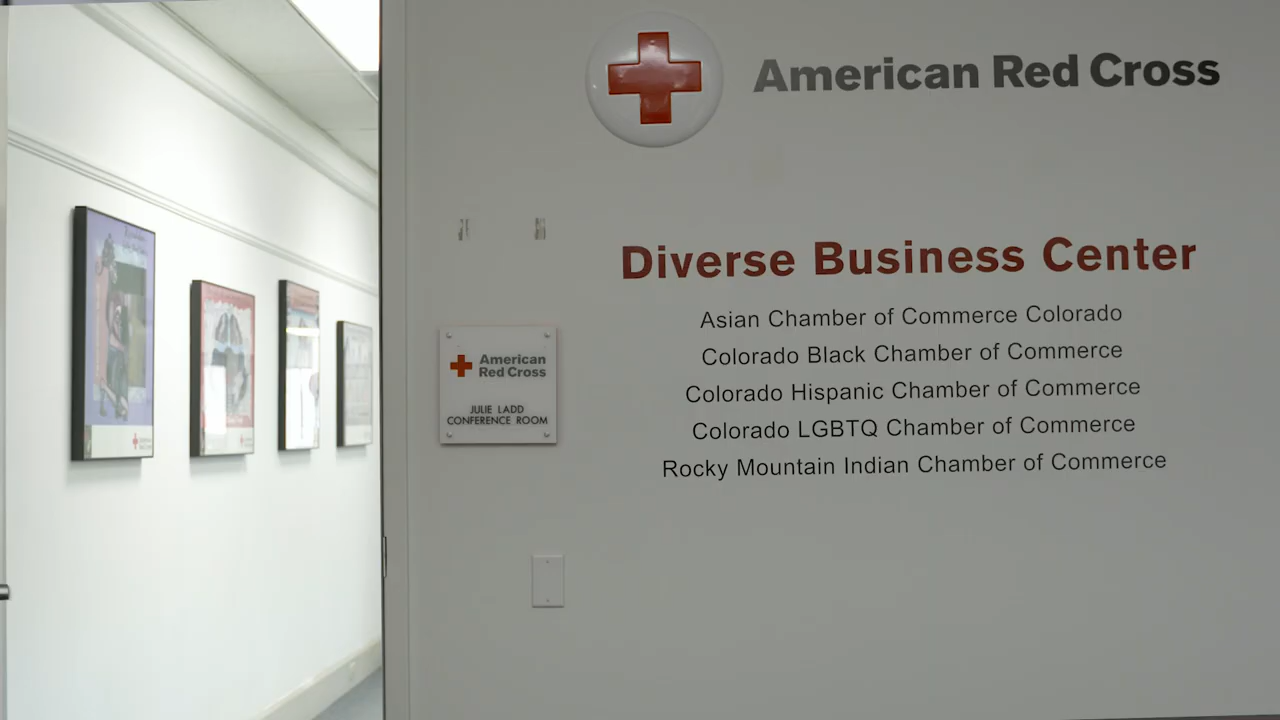 American Red Cross
Diverse Business Center
Asian Chamber of Commerce Colorado
Colorado Black Chamber of Commerce
Colorado Hispanic Chamber of Commerce
Colorado LGBTQ Chamber of Commerce
Rocky Mountain Indian Chamber of Commerce
American
Red Cross
JULIE LADD
CONFERENCE ROOM